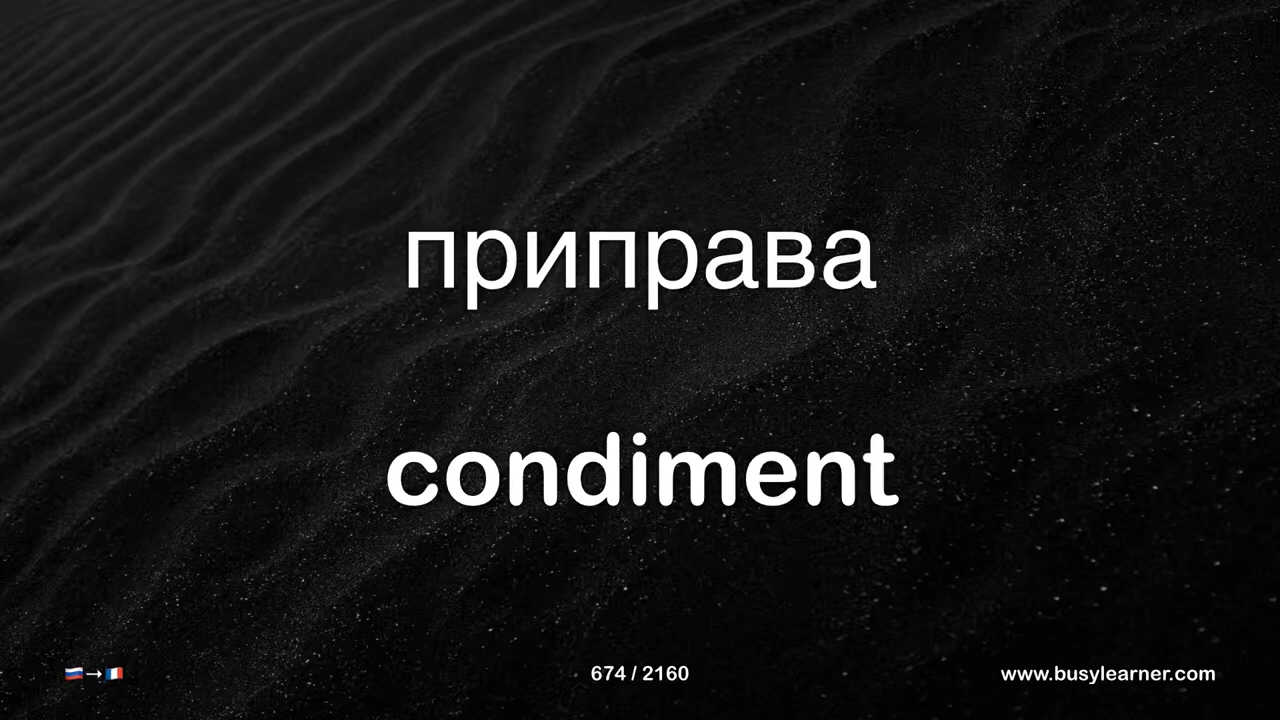 приправа
condiment
🇷🇺→🇫🇷
674 / 2160
www.busylearner.com